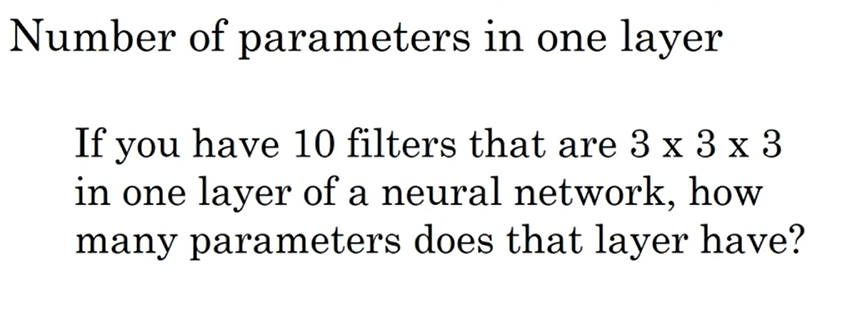 Number of parameters in one layer
If you have 10 filters that are 3 x 3 x 3
in one layer of a neural network, how
many parameters does that layer have?